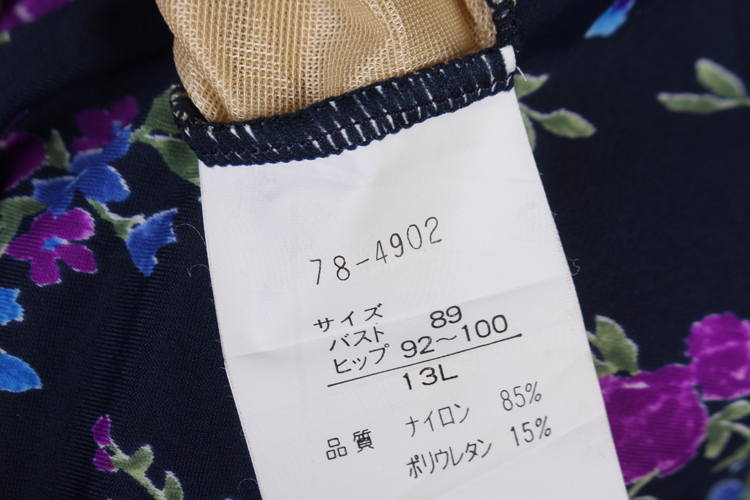 78-4902
サイズ
バスト 89
ヒップ 92〜100
13L
品質 ナイロン 85%
ポリウレタン 15%